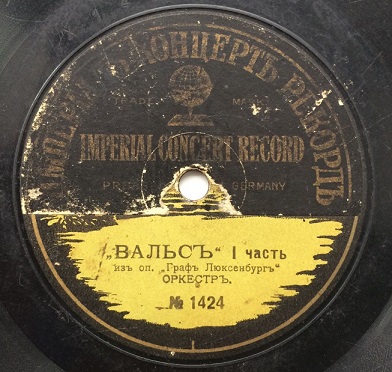 КОНЦЕРТЪ РЕКОРДЪ
TRADE
IMPERIAL CONCERT RECORD
GERMANY
„ВАЛЬСЪ“ I часть
изъ оп. „Графъ Люксенбургъ“
ОРКЕСТРЪ.
№ 1424